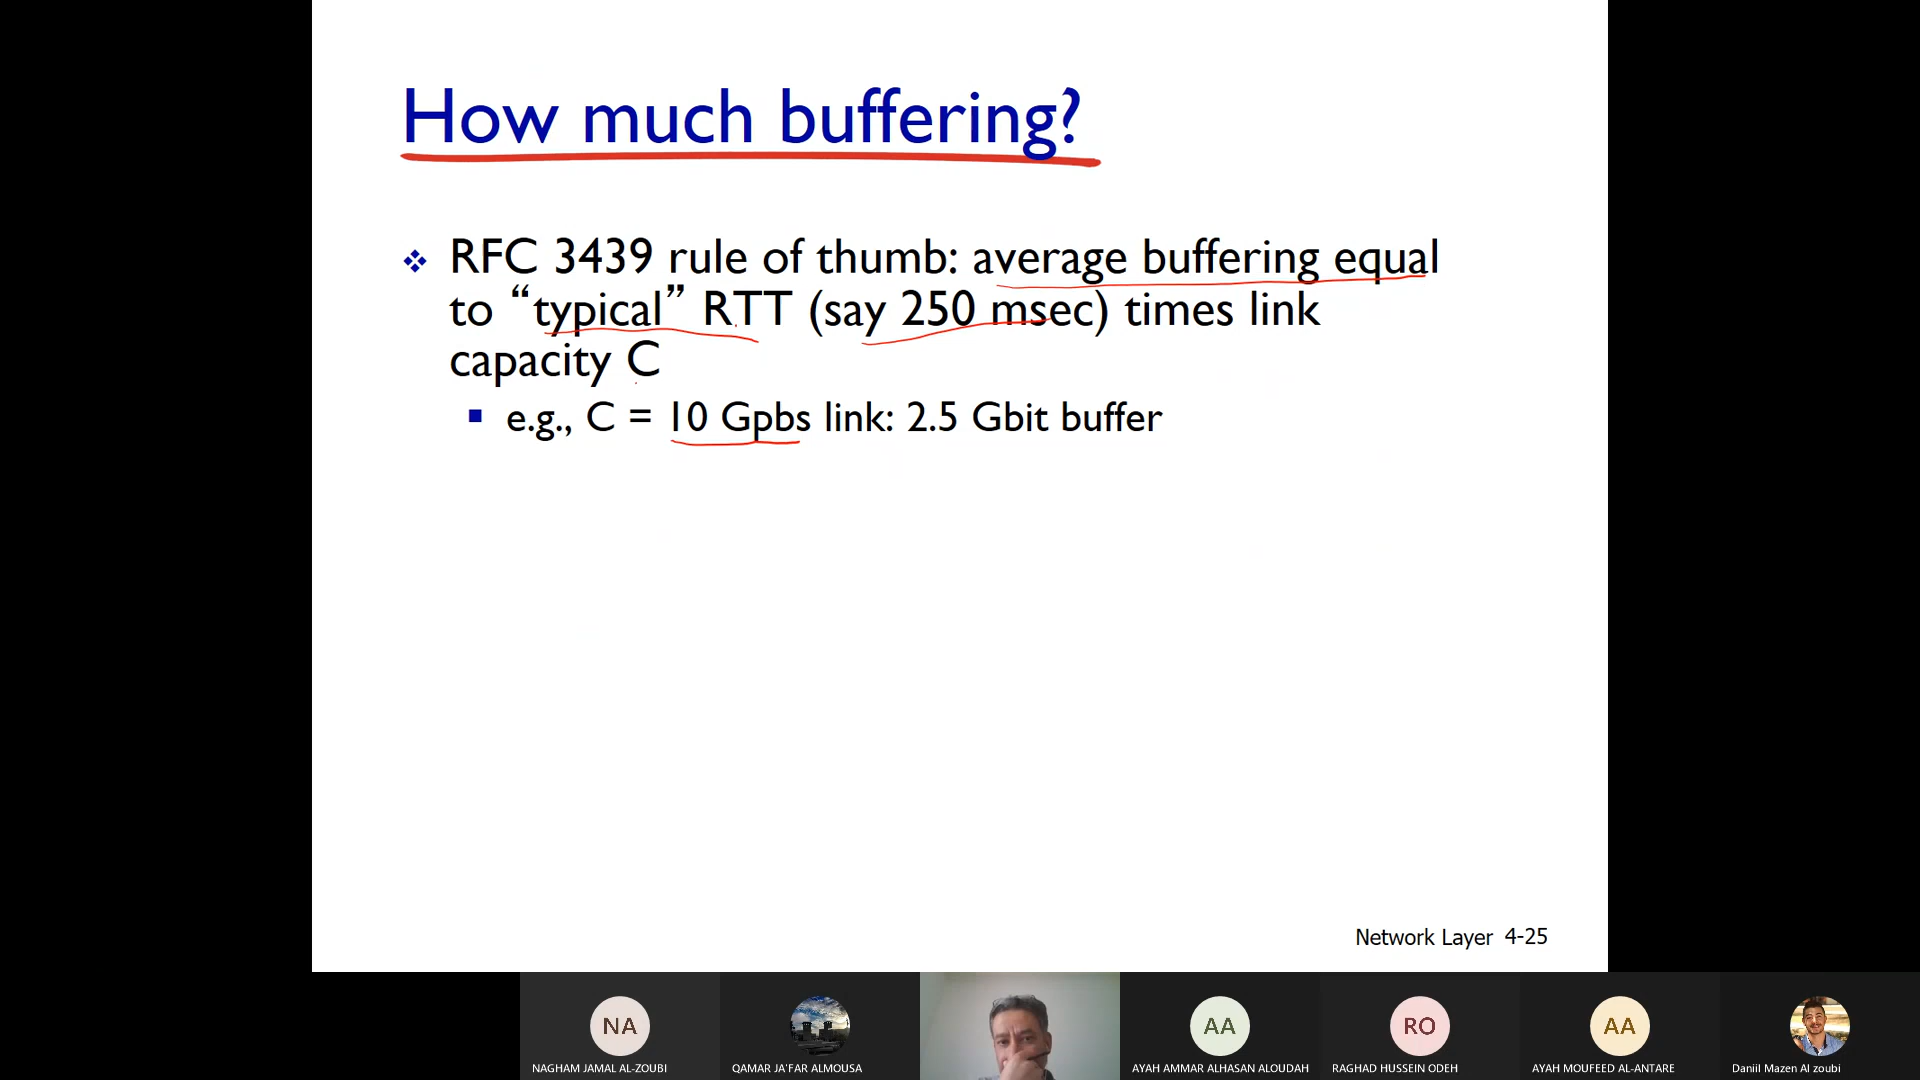 How much buffering?
❖ RFC 3439 rule of thumb: average buffering equal
to “typical” RTT (say 250 msec) times link
capacity C
▪ e.g., C = 10 Gpbs link: 2.5 Gbit buffer
Network Layer 4-25
NA
AA
RO
AA
NAGHAM JAMAL AL-ZOUBI
QAMAR JA'FAR ALMOUSA
AYAH AMMAR ALHASAN ALOUDAH
RAGHAD HUSSEIN ODEH
AYAH MOUFEED AL-ANTARE
Daniil Mazen Al zoubi